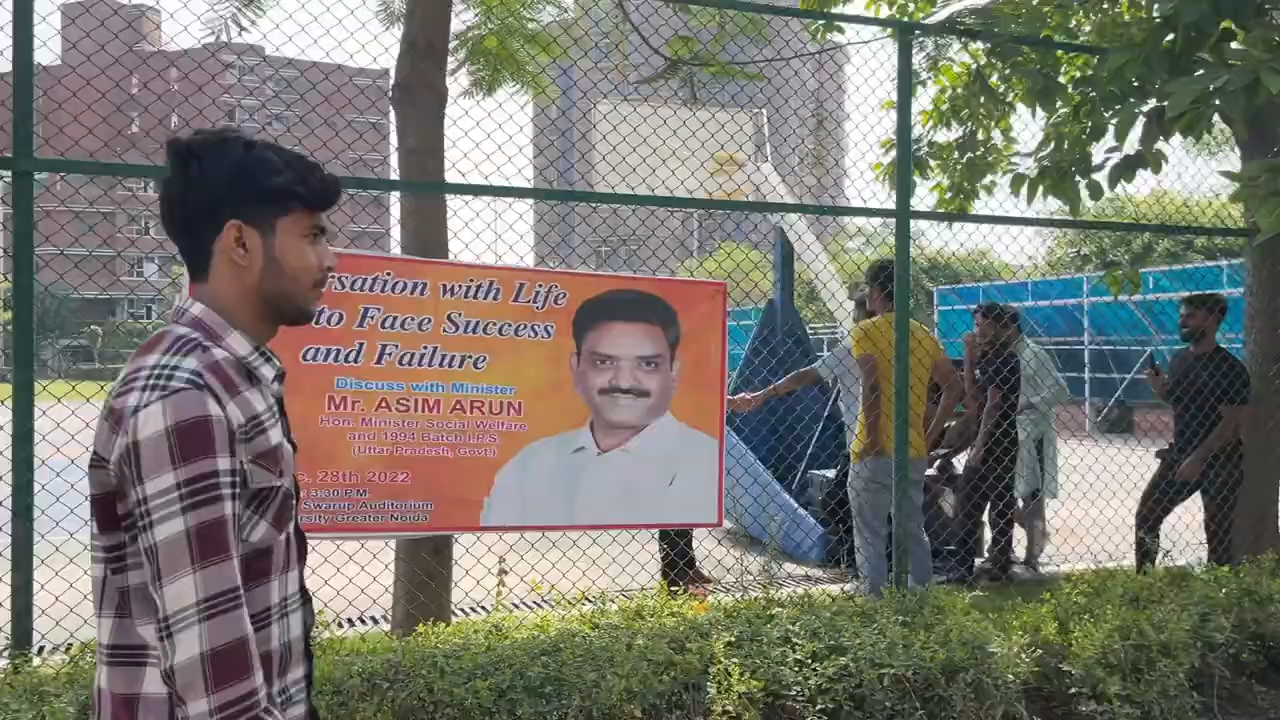 rsation with Life
to Face Success
and Failure
Discuss with Minister
Mr. ASIM ARUN
Hon. Minister Social Welfare
and 1994 Batch I.P.S.
(Uttar Pradesh, Govt.)
c. 28th 2022
: 3:30 P.M.
Swarup Auditorium
rsity Greater Noida